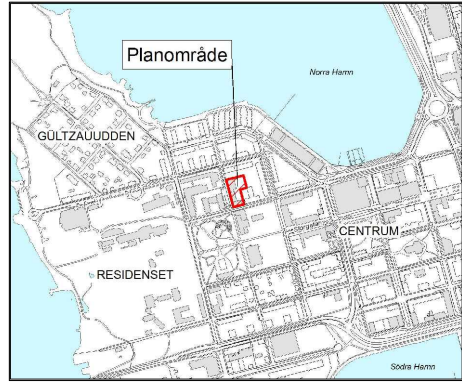 Planområde
Norra Hamn
GÜLTZAUUDDEN
CENTRUM
RESIDENSET
Södra Hamn